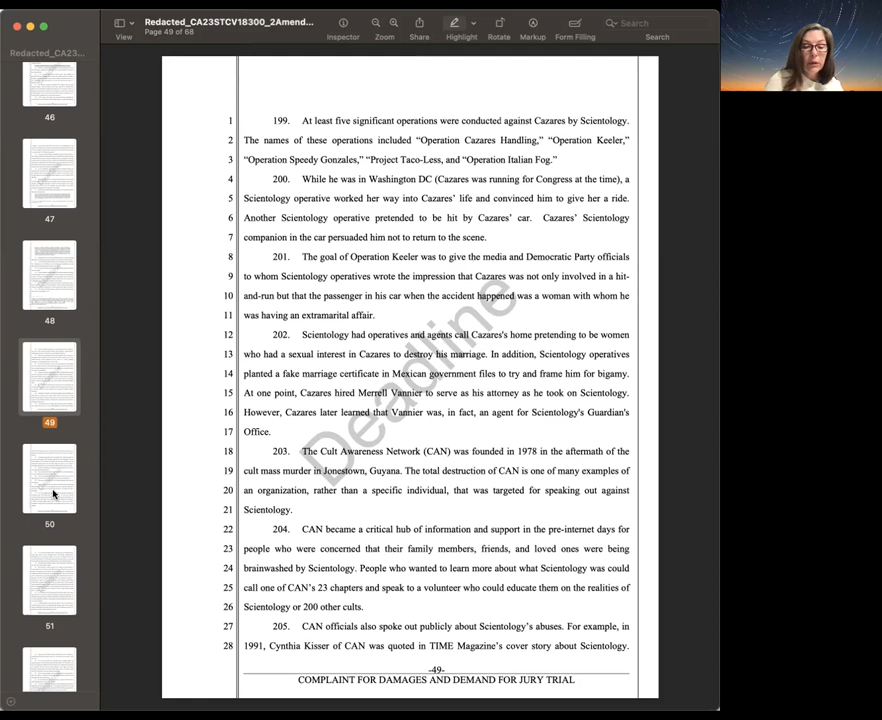 Redacted_CA23STCV18300_2Amend...
Page 49 of 68
View
Inspector
Zoom
Share
Highlight
Rotate
Markup
Form Filling
Search
Search
Redacted_CA23...
46
47
48
49
50
51
1 199. At least five significant operations were conducted against Cazares by Scientology.
2 The names of these operations included “Operation Cazares Handling,” “Operation Keeler,”
3 “Operation Speedy Gonzales,” “Project Taco-Less, and “Operation Italian Fog.”
4 200. While he was in Washington DC (Cazares was running for Congress at the time), a
5 Scientology operative worked her way into Cazares’ life and convinced him to give her a ride.
6 Another Scientology operative pretended to be hit by Cazares’ car. Cazares’ Scientology
7 companion in the car persuaded him not to return to the scene.
8 201. The goal of Operation Keeler was to give the media and Democratic Party officials
9 to whom Scientology operatives wrote the impression that Cazares was not only involved in a hit-
10 and-run but that the passenger in his car when the accident happened was a woman with whom he
11 was having an extramarital affair.
12 202. Scientology had operatives and agents call Cazares's home pretending to be women
13 who had a sexual interest in Cazares to destroy his marriage. In addition, Scientology operatives
14 planted a fake marriage certificate in Mexican government files to try and frame him for bigamy.
15 At one point, Cazares hired Merrell Vannier to serve as his attorney as he took on Scientology.
16 However, Cazares later learned that Vannier was, in fact, an agent for Scientology's Guardian's
17 Office.
18 203. The Cult Awareness Network (CAN) was founded in 1978 in the aftermath of the
19 cult mass murder in Jonestown, Guyana. The total destruction of CAN is one of many examples of
20 an organization, rather than a specific individual, that was targeted for speaking out against
21 Scientology.
22 204. CAN became a critical hub of information and support in the pre-internet days for
23 people who were concerned that their family members, friends, and loved ones were being
24 brainwashed by Scientology. People who wanted to learn more about what Scientology was could
25 call one of CAN’s 23 chapters and speak to a volunteer who could educate them on the realities of
26 Scientology or 200 other cults.
27 205. CAN officials also spoke out publicly about Scientology’s abuses. For example, in
28 1991, Cynthia Kisser of CAN was quoted in TIME Magazine’s cover story about Scientology.
Deadline
-49-
COMPLAINT FOR DAMAGES AND DEMAND FOR JURY TRIAL